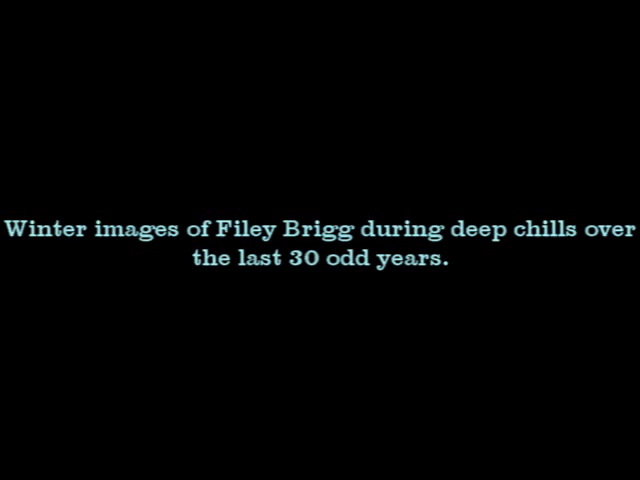 Winter images of Filey Brigg during deep chills over
the last 30 odd years.